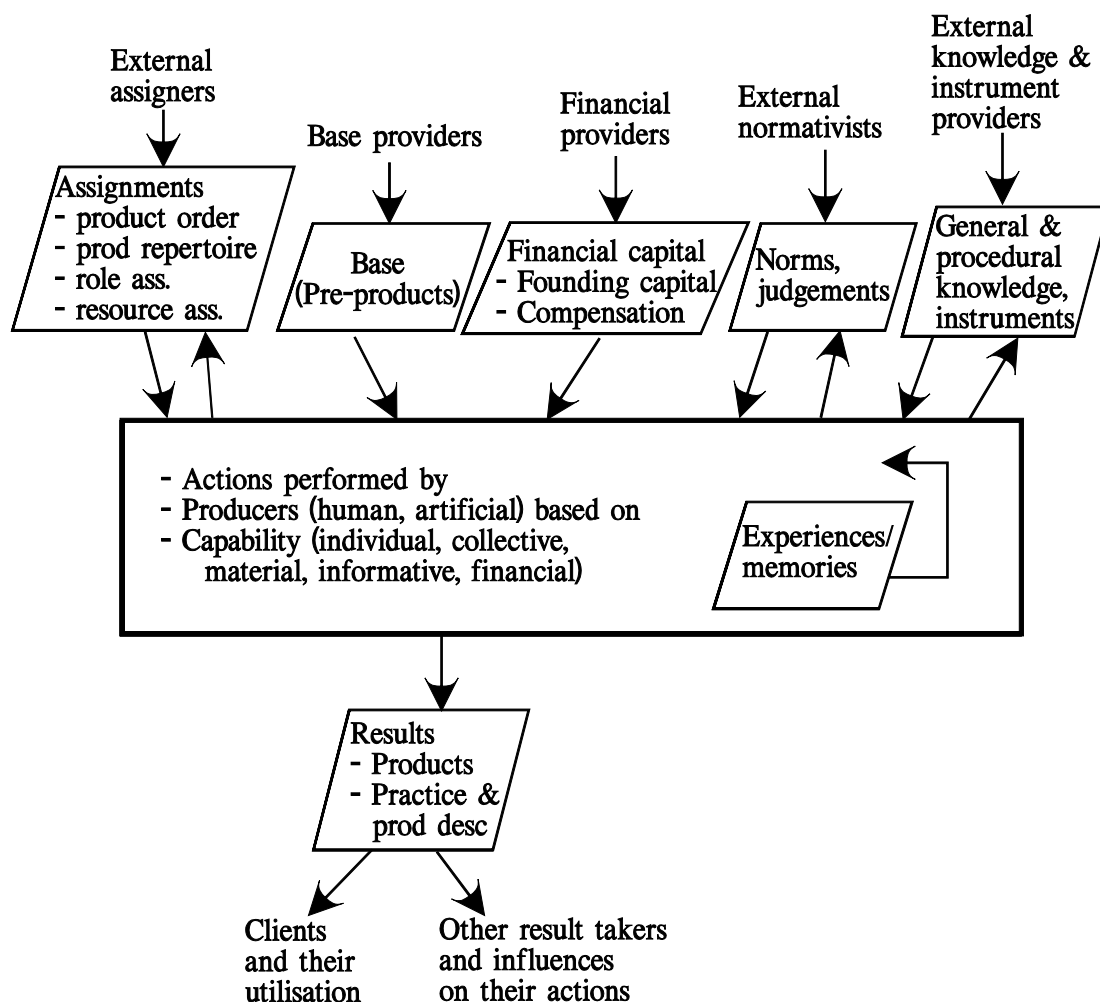 External
assigners
Base providers
Financial
providers
External
normativists
External
knowledge &
instrument
providers
Assignments
- product order
- prod repertoire
- role ass.
- resource ass.
Base
(Pre-products)
Financial capital
- Founding capital
- Compensation
Norms,
judgements
General &
procedural
knowledge,
instruments
- Actions performed by
- Producers (human, artificial) based on
- Capability (individual, collective,
material, informative, financial)
Experiences/
memories
Results
- Products
- Practice &
prod desc
Clients
and their
utilisation
Other result takers
and influences
on their actions